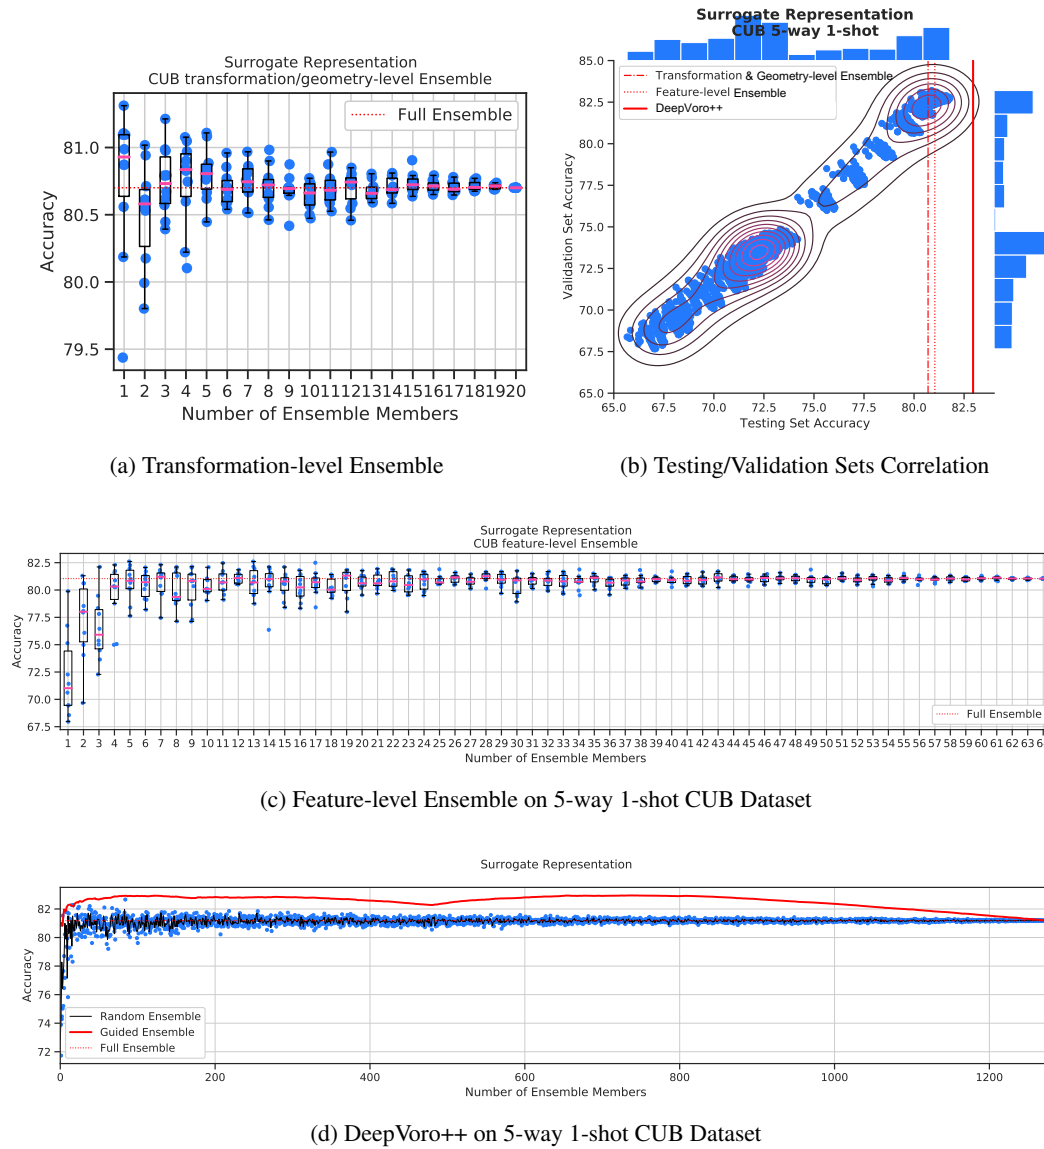 Surrogate Representation
CUB transformation/geometry-level Ensemble
Full Ensemble
81.0
80.5
80.0
79.5
Accuracy
1 2 3 4 5 6 7 8 9 10 11 12 13 14 15 16 17 18 19 20
Number of Ensemble Members
(a) Transformation-level Ensemble
Surrogate Representation
CUB 5-way 1-shot
Transformation & Geometry-level Ensemble
Feature-level Ensemble
DeepVoro++
85.0
82.5
80.0
77.5
75.0
72.5
70.0
67.5
65.0
Validation Set Accuracy
65.0 67.5 70.0 72.5 75.0 77.5 80.0 82.5
Testing Set Accuracy
(b) Testing/Validation Sets Correlation
Surrogate Representation
CUB feature-level Ensemble
82.5
80.0
77.5
75.0
72.5
70.0
67.5
Accuracy
Full Ensemble
1 2 3 4 5 6 7 8 9 10 11 12 13 14 15 16 17 18 19 20 21 22 23 24 25 26 27 28 29 30 31 32 33 34 35 36 37 38 39 40 41 42 43 44 45 46 47 48 49 50 51 52 53 54 55 56 57 58 59 60 61 62 63
Number of Ensemble Members
(c) Feature-level Ensemble on 5-way 1-shot CUB Dataset
Surrogate Representation
82
80
78
76
74
72
Accuracy
Random Ensemble
Guided Ensemble
Full Ensemble
0 200 400 600 800 1000 1200
Number of Ensemble Members
(d) DeepVoro++ on 5-way 1-shot CUB Dataset